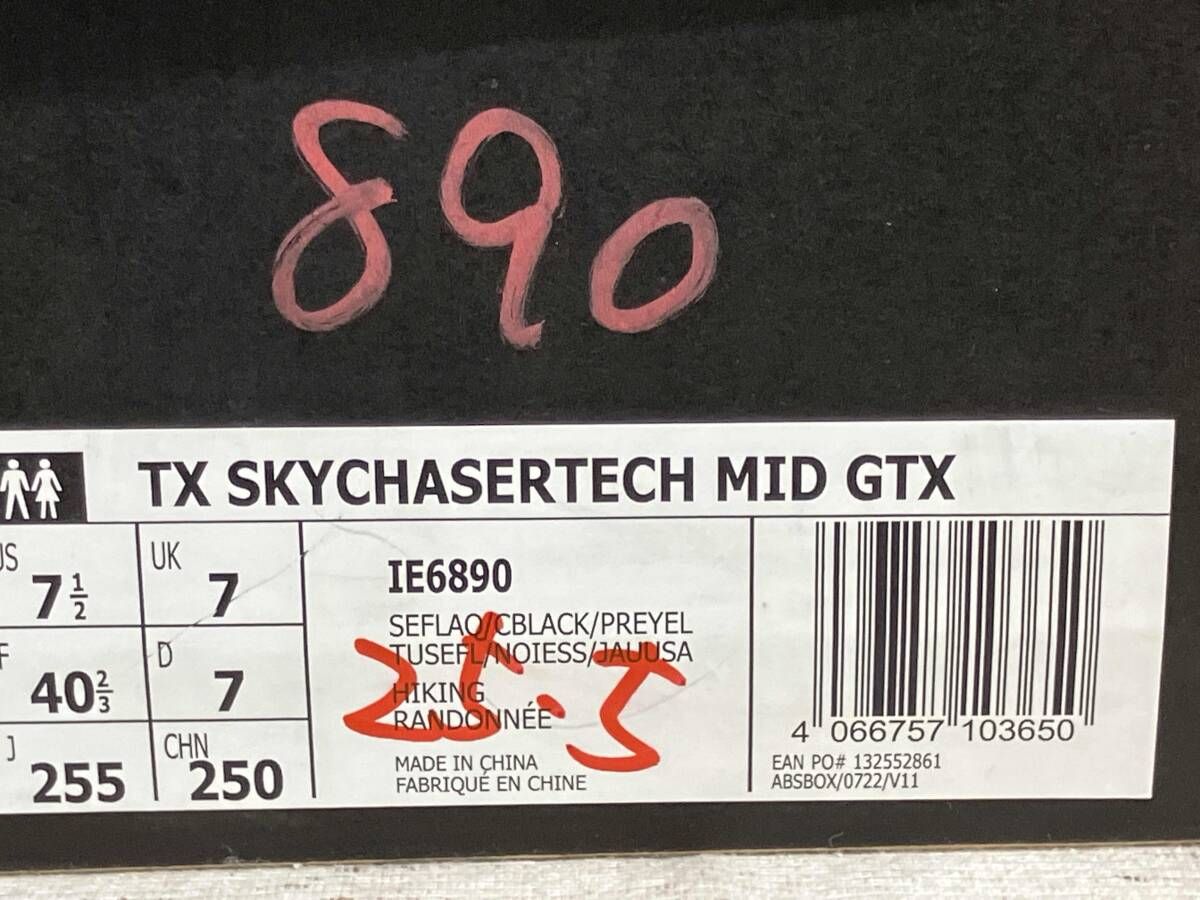 890
TX SKYCHASERTECH MID GTX
US 7½
UK 7
F 40⅔
D 7
J 255
CHN 250
IE6890
SEFLAQ/CBLACK/PREYEL
TUSEFL/NOIESS/JAUUSA
25.5
HIKING
RANDONNÉE
MADE IN CHINA
FABRIQUÉ EN CHINE
4 066757 103650
EAN PO# 132552861
ABSBOX/0722/V11